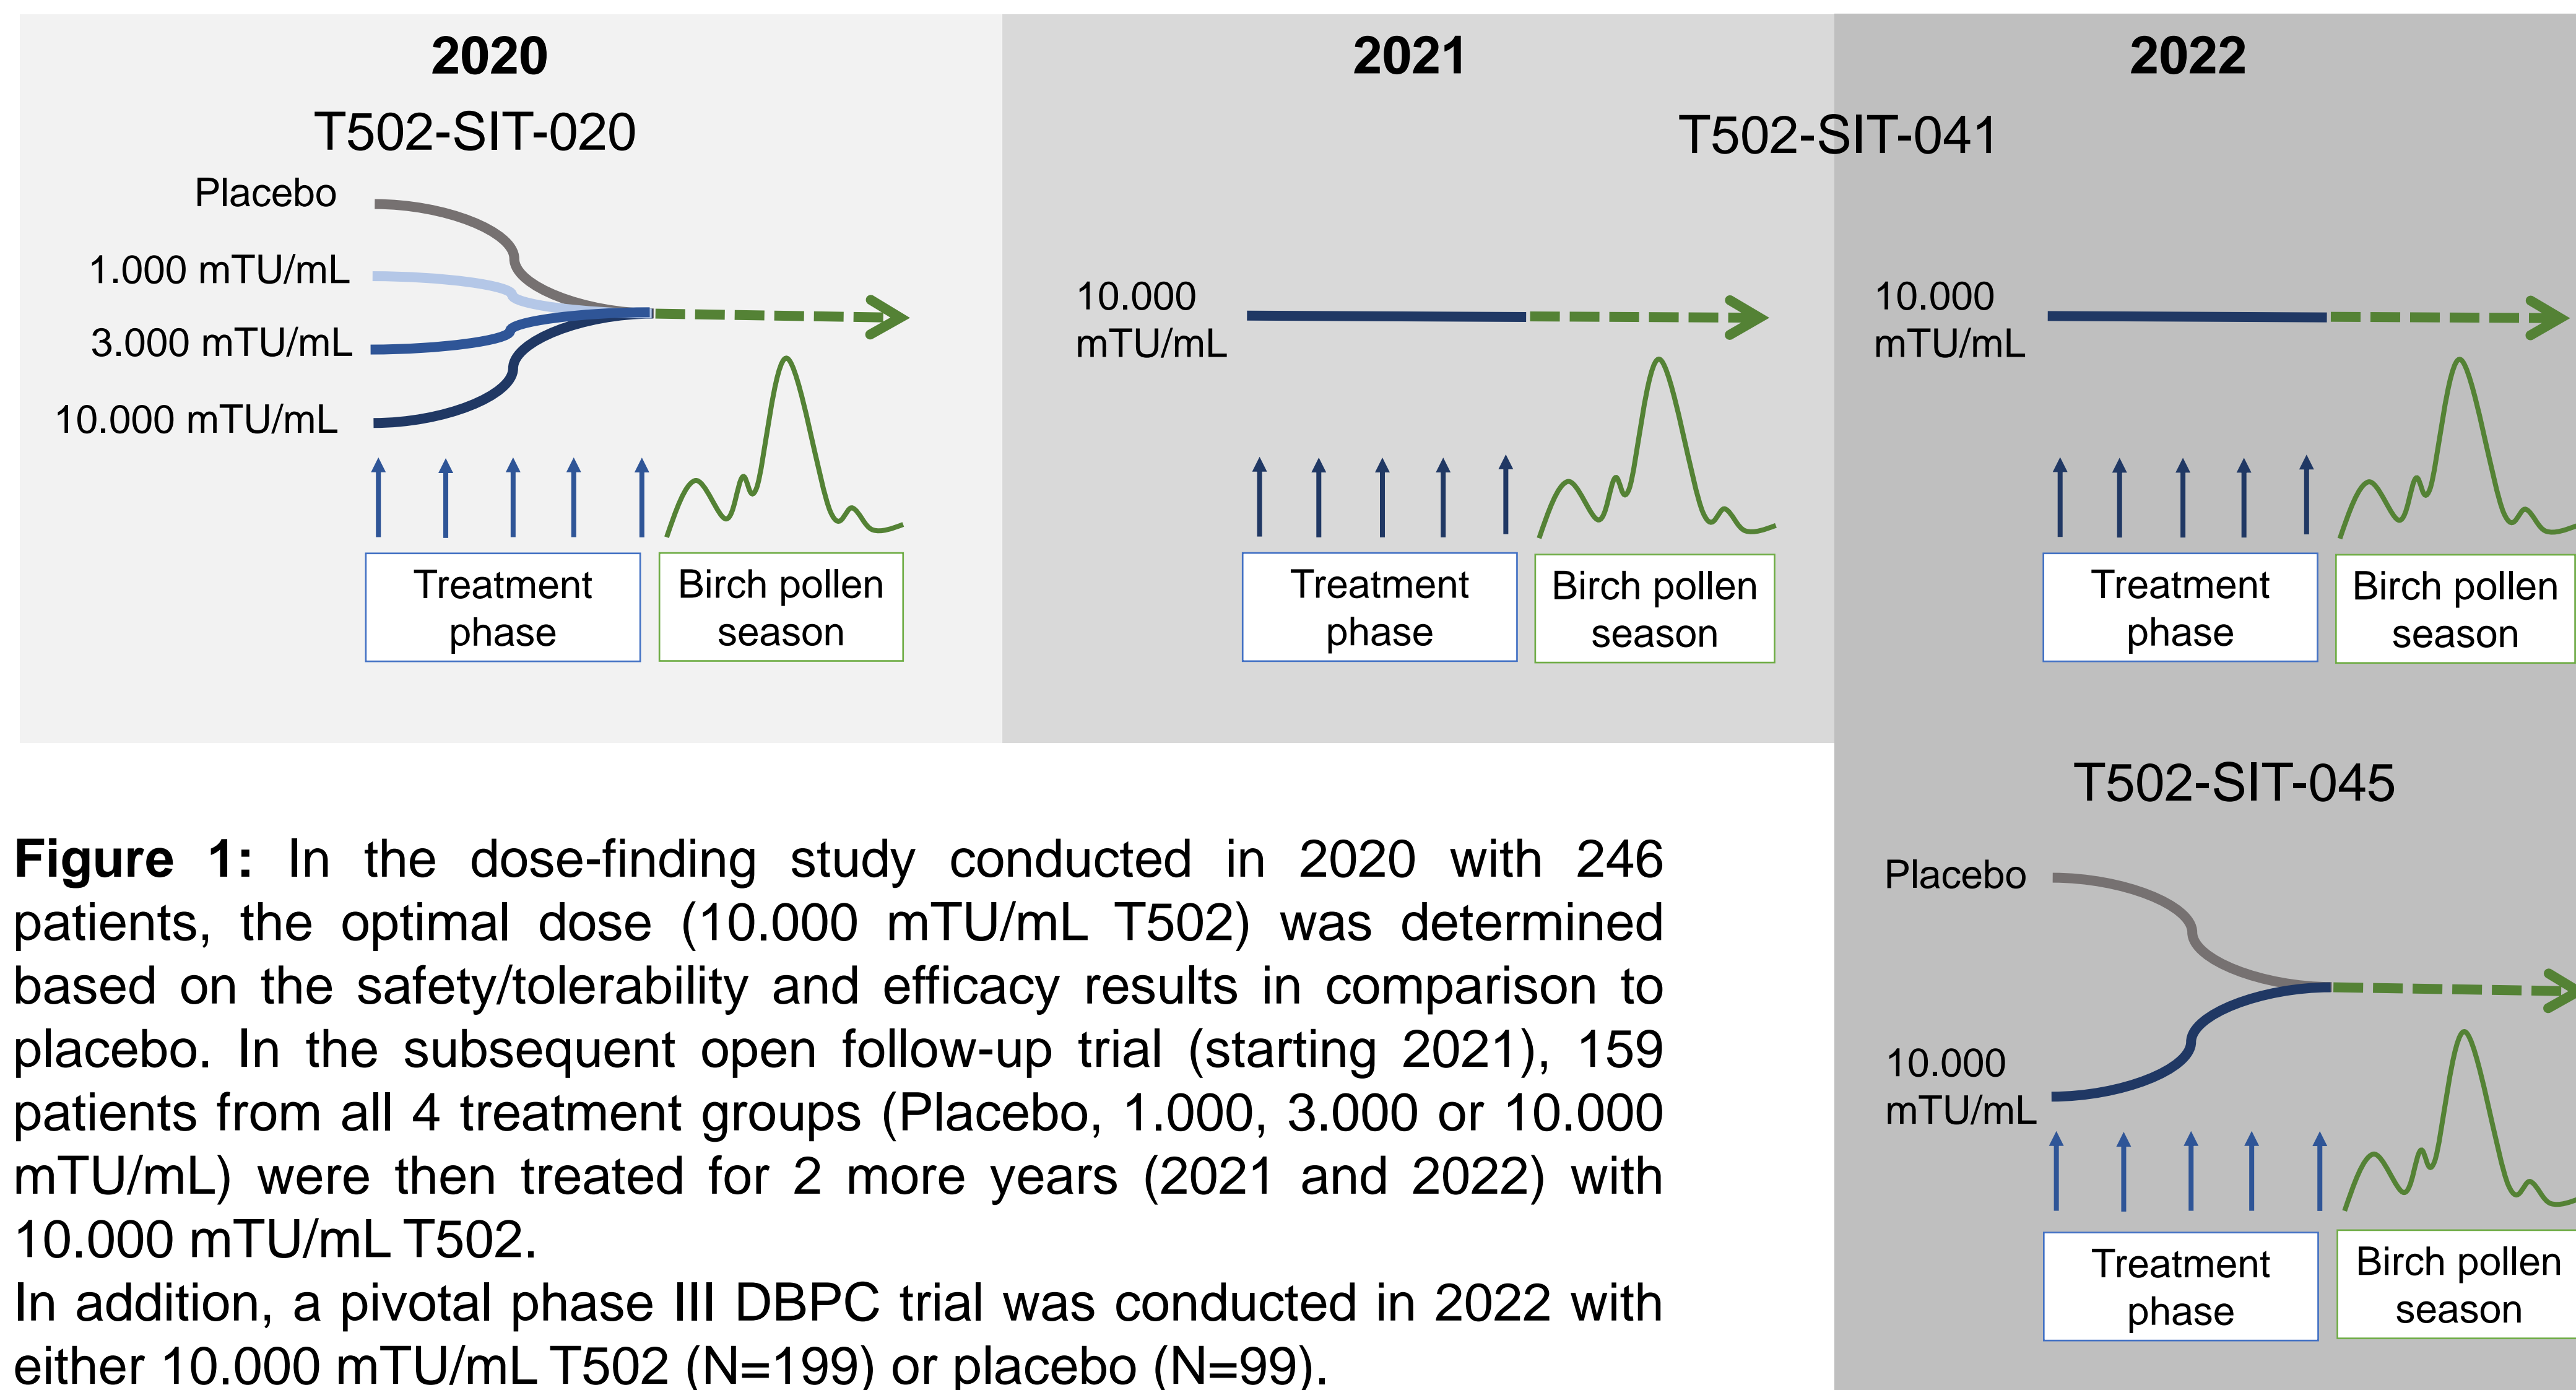 2020
T502-SIT-020
Placebo
1.000 mTU/mL
3.000 mTU/mL
10.000 mTU/mL
Treatment
phase
Birch pollen
season
2021
2022
T502-SIT-041
10.000
mTU/mL
Treatment
phase
Birch pollen
season
10.000
mTU/mL
Treatment
phase
Birch pollen
season
T502-SIT-045
Placebo
10.000
mTU/mL
Treatment
phase
Birch pollen
season
Figure 1: In the dose-finding study conducted in 2020 with 246
patients, the optimal dose (10.000 mTU/mL T502) was determined
based on the safety/tolerability and efficacy results in comparison to
placebo. In the subsequent open follow-up trial (starting 2021), 159
patients from all 4 treatment groups (Placebo, 1.000, 3.000 or 10.000
mTU/mL) were then treated for 2 more years (2021 and 2022) with
10.000 mTU/mL T502.
In addition, a pivotal phase III DBPC trial was conducted in 2022 with
either 10.000 mTU/mL T502 (N=199) or placebo (N=99).